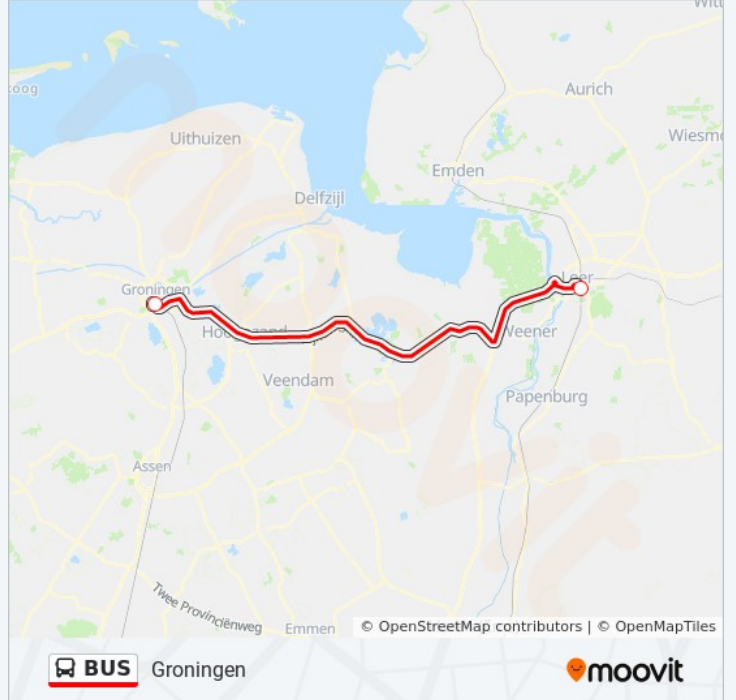 Witt
oog
Aurich
Uithuizen
Wiesm
Emden
Delfzijl
Leer
Groningen
Weener
Veendam
Papenburg
Assen
Twee Provinciënweg
Emmen
© OpenStreetMap contributors | © OpenMapTiles
BUS Groningen
moovit